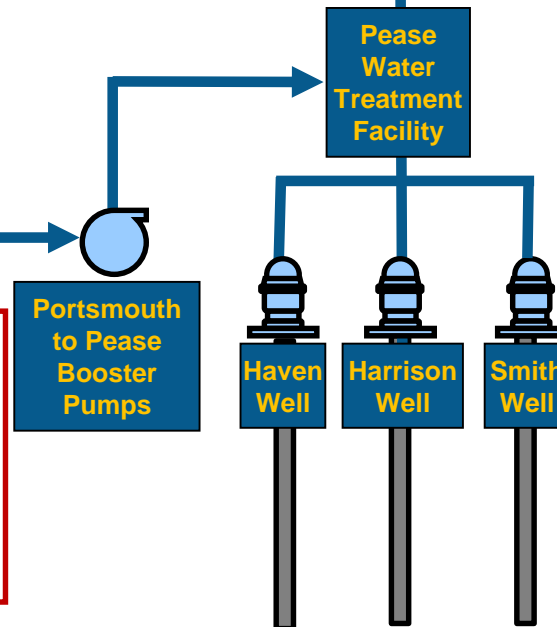 Pease
Water
Treatment
Facility
Portsmouth
to Pease
Booster
Pumps
Haven
Well
Harrison
Well
Smith
Well